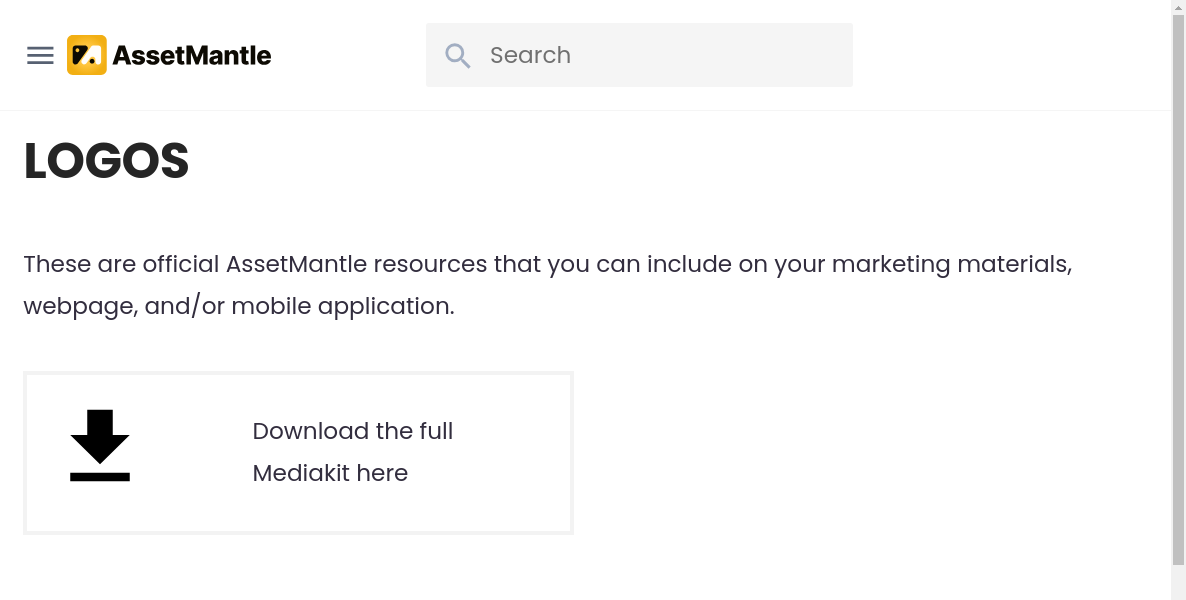 AssetMantle
Search
LOGOS
These are official AssetMantle resources that you can include on your marketing materials,
webpage, and/or mobile application.
Download the full
Mediakit here